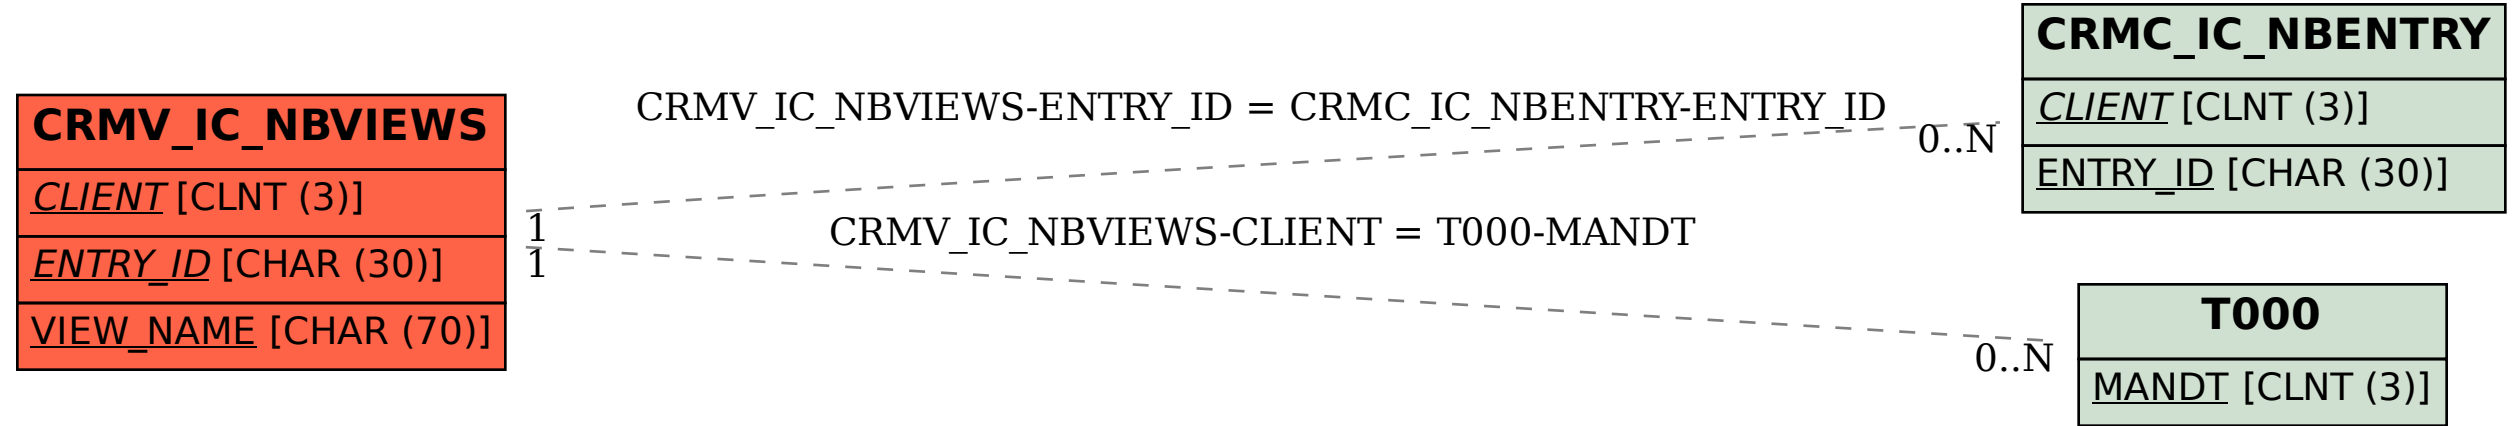 CRMV_IC_NBVIEWS
CLIENT [CLNT (3)]
ENTRY_ID [CHAR (30)]
VIEW_NAME [CHAR (70)]
CRMV_IC_NBVIEWS-ENTRY_ID = CRMC_IC_NBENTRY-ENTRY_ID
0..N
1
CRMV_IC_NBVIEWS-CLIENT = T000-MANDT
1
0..N
CRMC_IC_NBENTRY
CLIENT [CLNT (3)]
ENTRY_ID [CHAR (30)]
T000
MANDT [CLNT (3)]